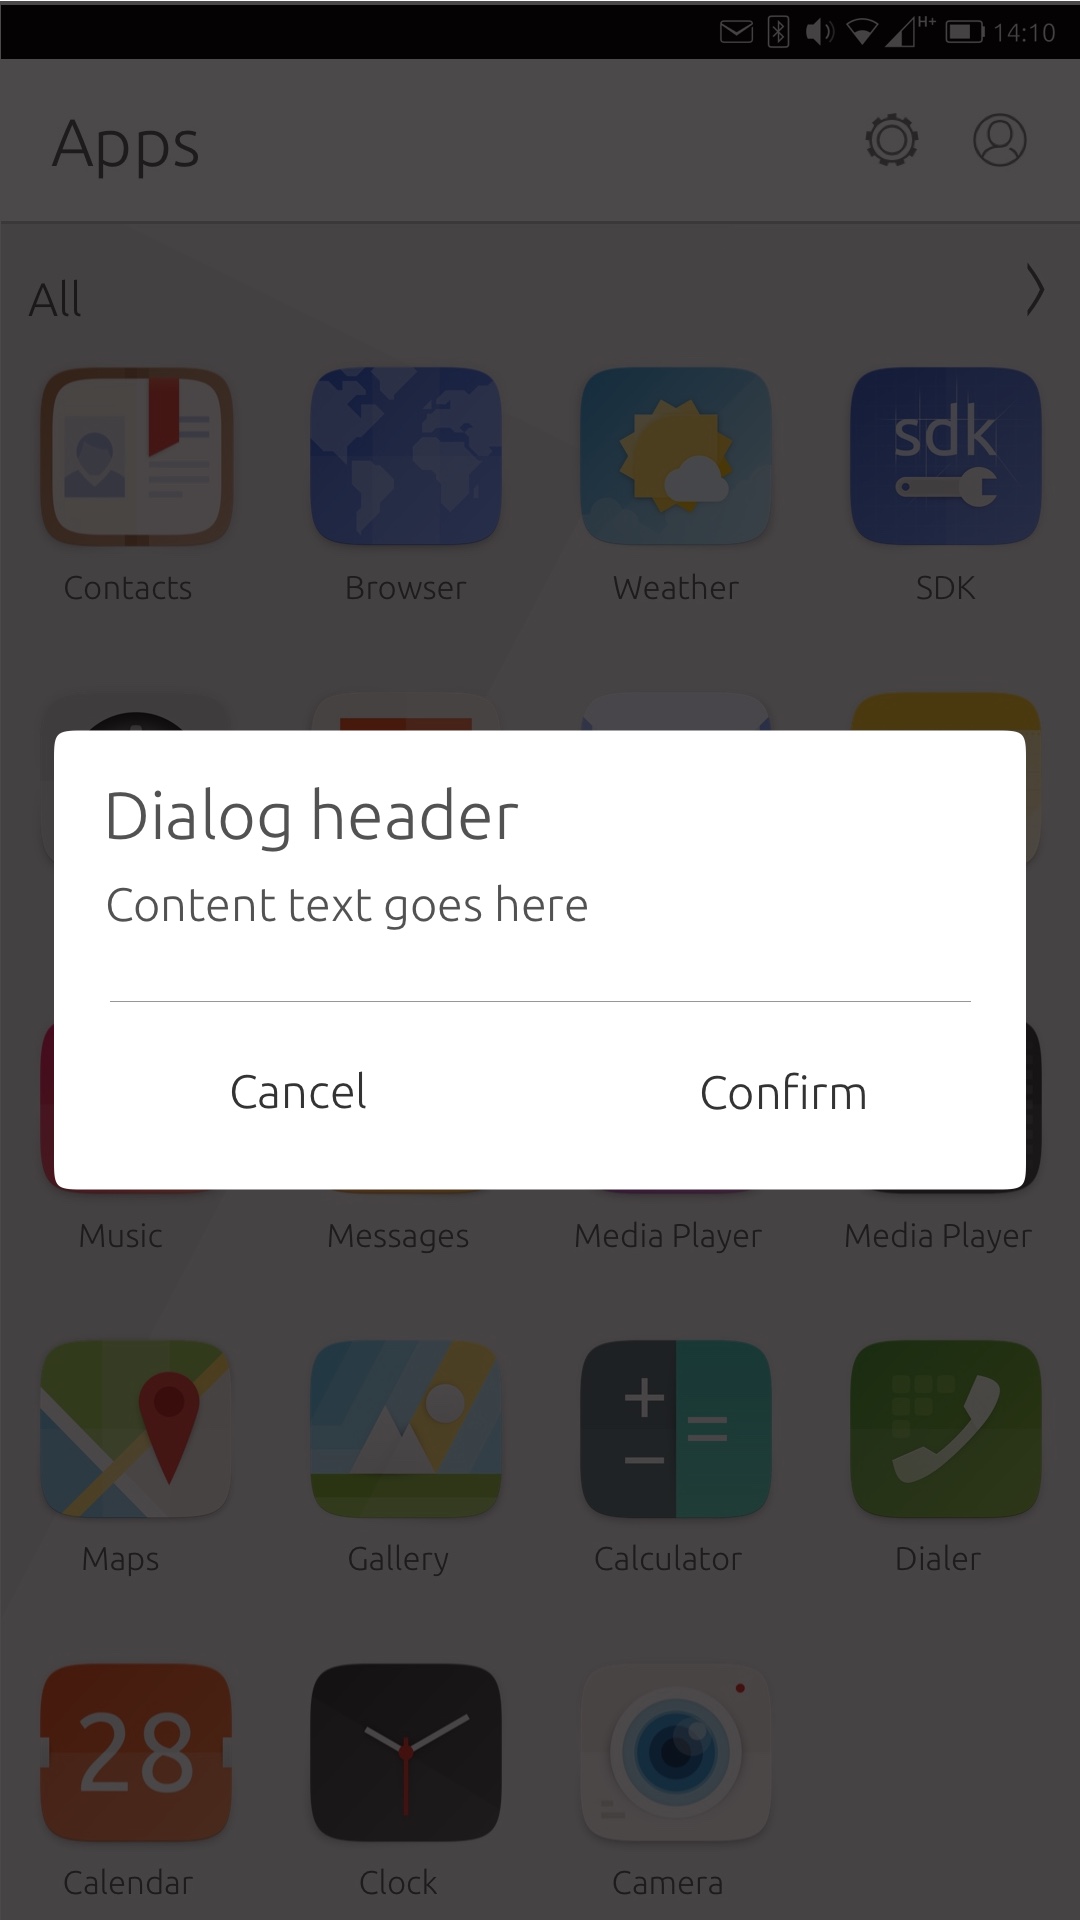 H+ 14:10
Apps
All
sdk
Contacts Browser Weather SDK
Dialog header
Content text goes here
Cancel Confirm
Music Messages Media Player Media Player
+ − =
Maps Gallery Calculator Dialer
28
Calendar Clock Camera